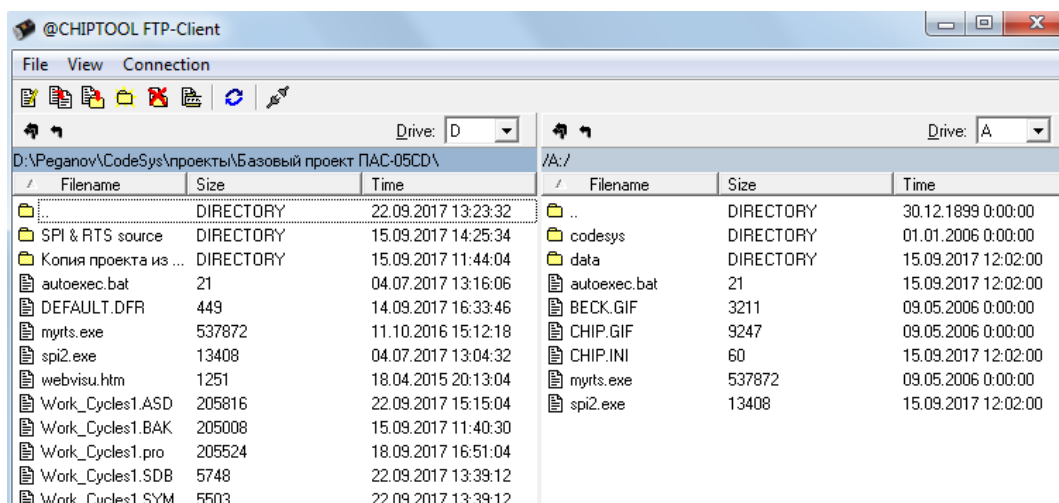 @CHIPTOOL FTP-Client
File View Connection
Drive: D Drive: A
D:\Peganov\CodeSys\проекты\Базовый проект ПАС-05CD\ /A:/
Filename Size Time Filename Size Time
.. DIRECTORY 22.09.2017 13:23:32 .. DIRECTORY 30.12.1899 0:00:00
SPI & RTS source DIRECTORY 15.09.2017 14:25:34 codesys DIRECTORY 01.01.2006 0:00:00
Копия проекта из ... DIRECTORY 15.09.2017 11:44:04 data DIRECTORY 15.09.2017 12:02:00
autoexec.bat 21 04.07.2017 13:16:06 autoexec.bat 21 15.09.2017 12:02:00
DEFAULT.DFR 449 14.09.2017 16:33:46 BECK.GIF 3211 09.05.2006 0:00:00
myrts.exe 537872 11.10.2016 15:12:18 CHIP.GIF 9247 09.05.2006 0:00:00
spi2.exe 13408 04.07.2017 13:04:32 CHIP.INI 60 15.09.2017 12:02:00
webvisu.htm 1251 18.04.2015 20:13:04 myrts.exe 537872 09.05.2006 0:00:00
Work_Cycles1.ASD 205816 22.09.2017 15:15:04 spi2.exe 13408 15.09.2017 12:02:00
Work_Cycles1.BAK 205008 15.09.2017 11:40:30
Work_Cycles1.pro 205524 18.09.2017 16:51:04
Work_Cycles1.SDB 5748 22.09.2017 13:39:12
Work_Cycles1.SYM 5503 22.09.2017 13:39:12